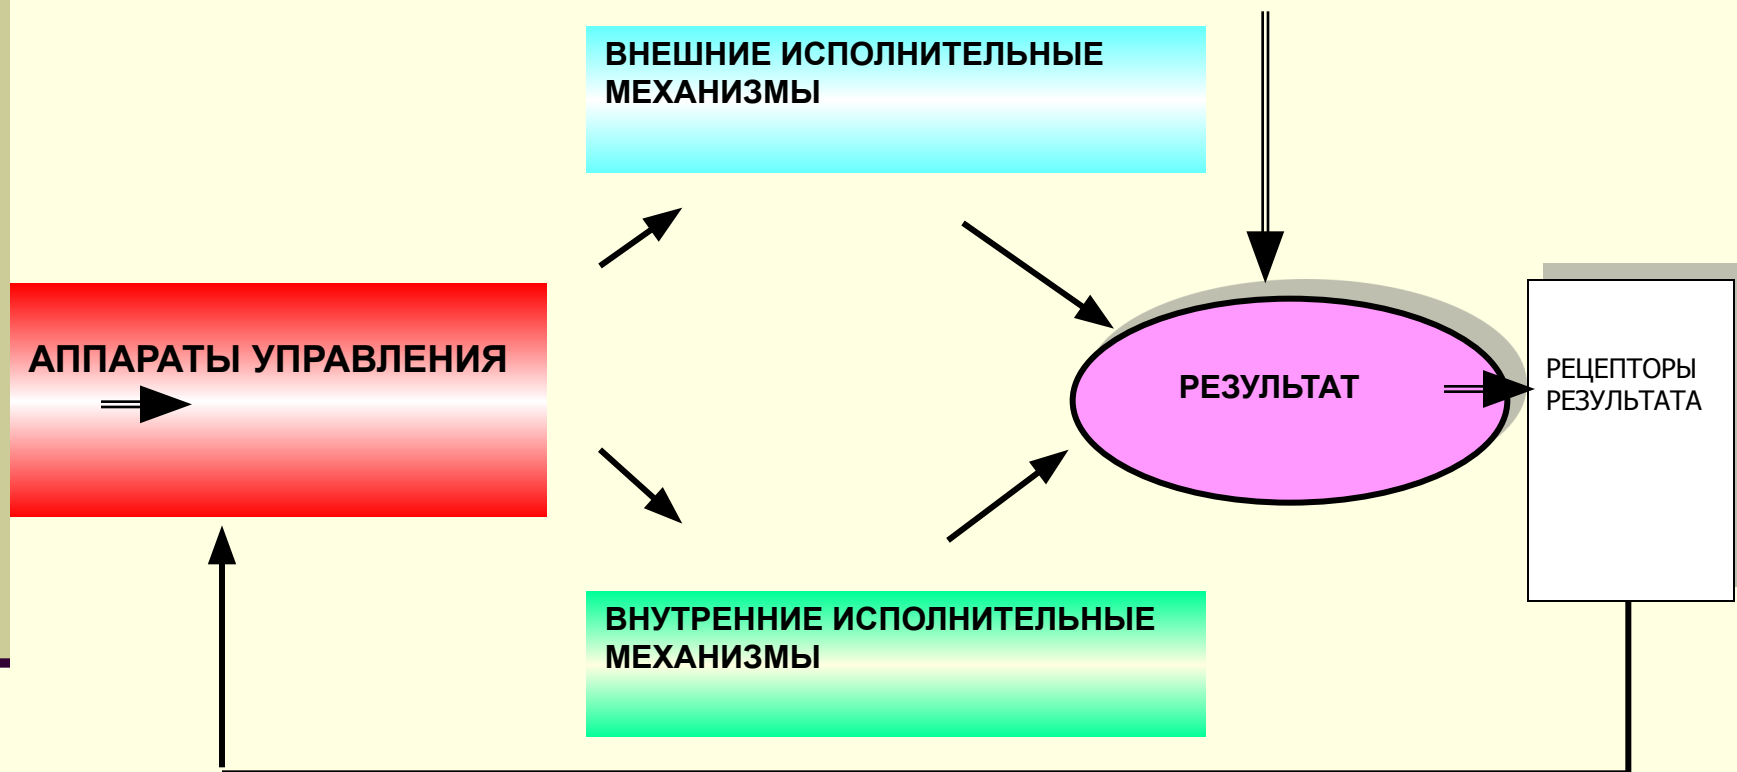 ВНЕШНИЕ ИСПОЛНИТЕЛЬНЫЕ
МЕХАНИЗМЫ
АППАРАТЫ УПРАВЛЕНИЯ
РЕЗУЛЬТАТ
РЕЦЕПТОРЫ
РЕЗУЛЬТАТА
ВНУТРЕННИЕ ИСПОЛНИТЕЛЬНЫЕ
МЕХАНИЗМЫ